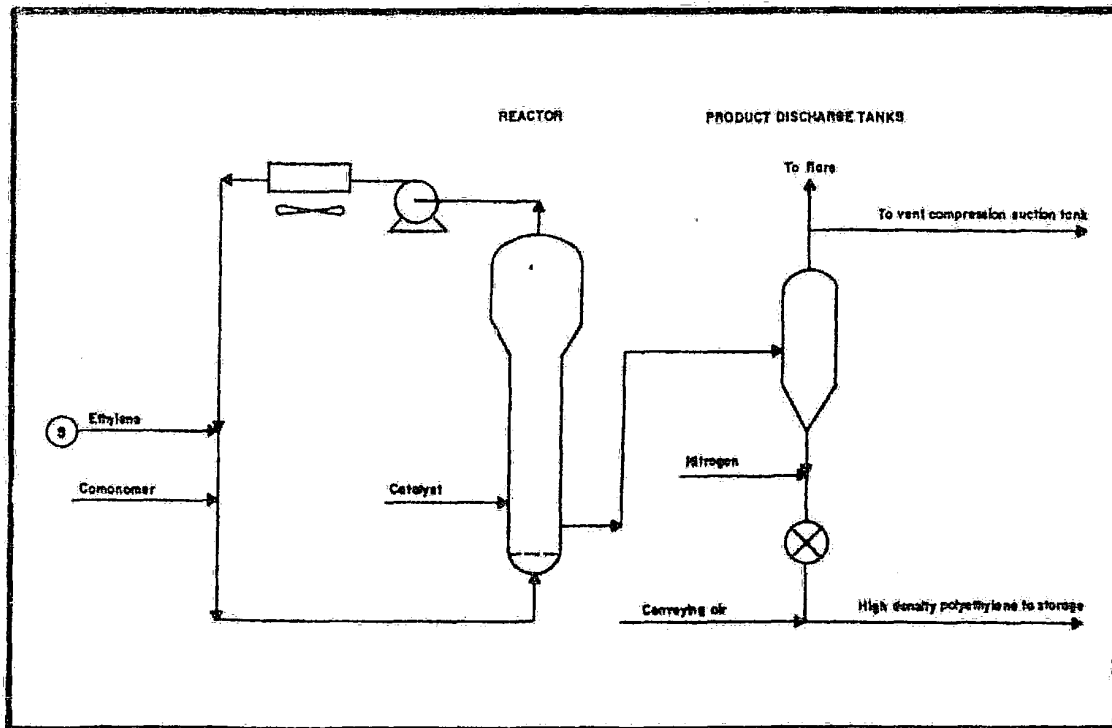 REACTOR
PRODUCT DISCHARGE TANKS
To flare
To vent compression suction tank
9
Ethylene
Comonomer
Catalyst
Nitrogen
Conveying air
High density polyethylene to storage